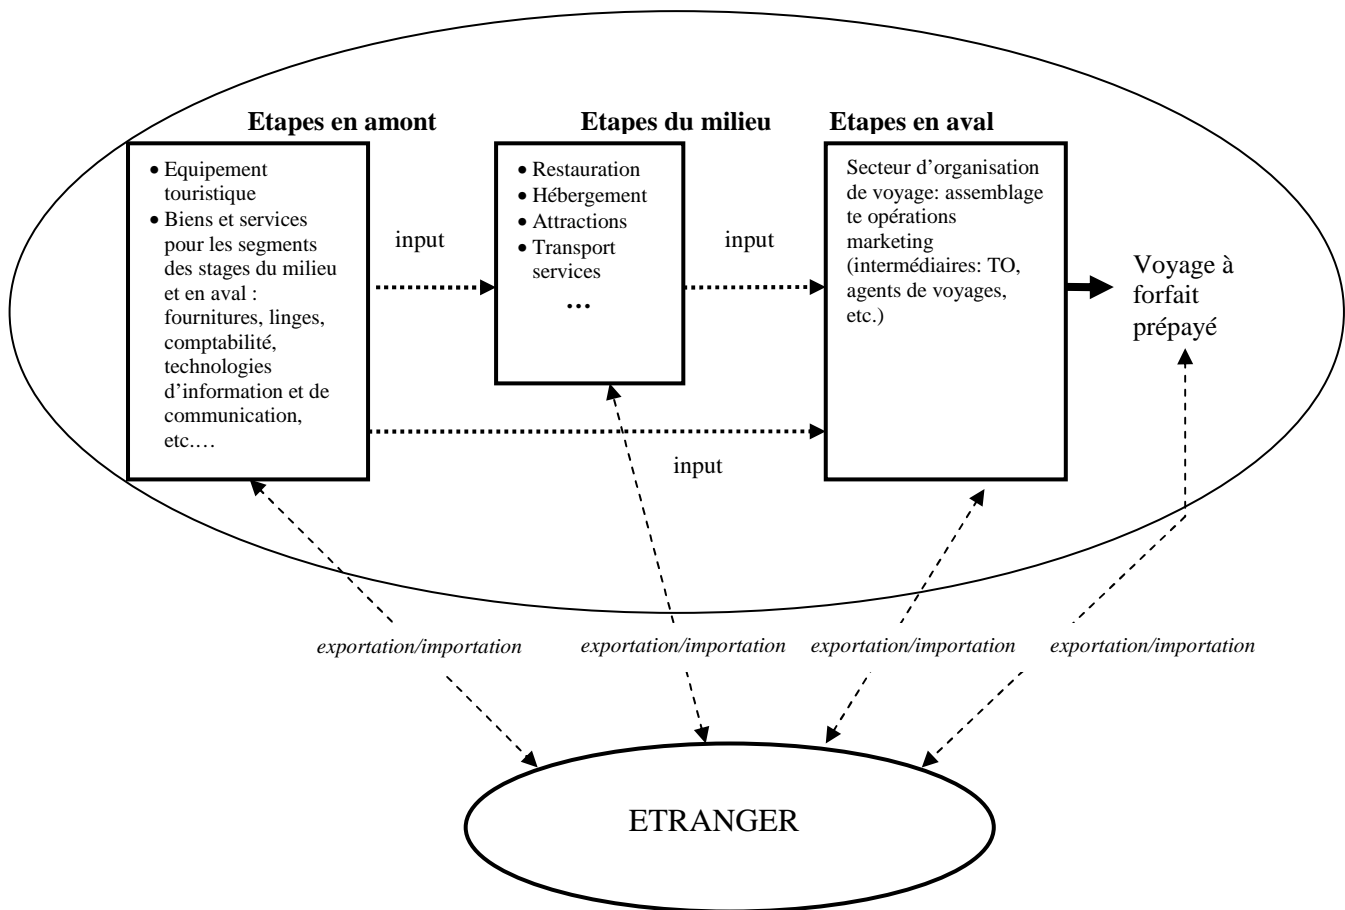 Etapes en amont
Etapes du milieu
Etapes en aval
• Equipement
touristique
• Biens et services
pour les segments
des stages du milieu
et en aval :
fournitures, linges,
comptabilité,
technologies
d’information et de
communication,
etc.…
input
• Restauration
• Hébergement
• Attractions
• Transport
services
…
input
Secteur d’organisation
de voyage: assemblage
te opérations
marketing
(intermédiaires: TO,
agents de voyages,
etc.)
Voyage à
forfait
prépayé
input
exportation/importation
exportation/importation
exportation/importation
exportation/importation
ETRANGER